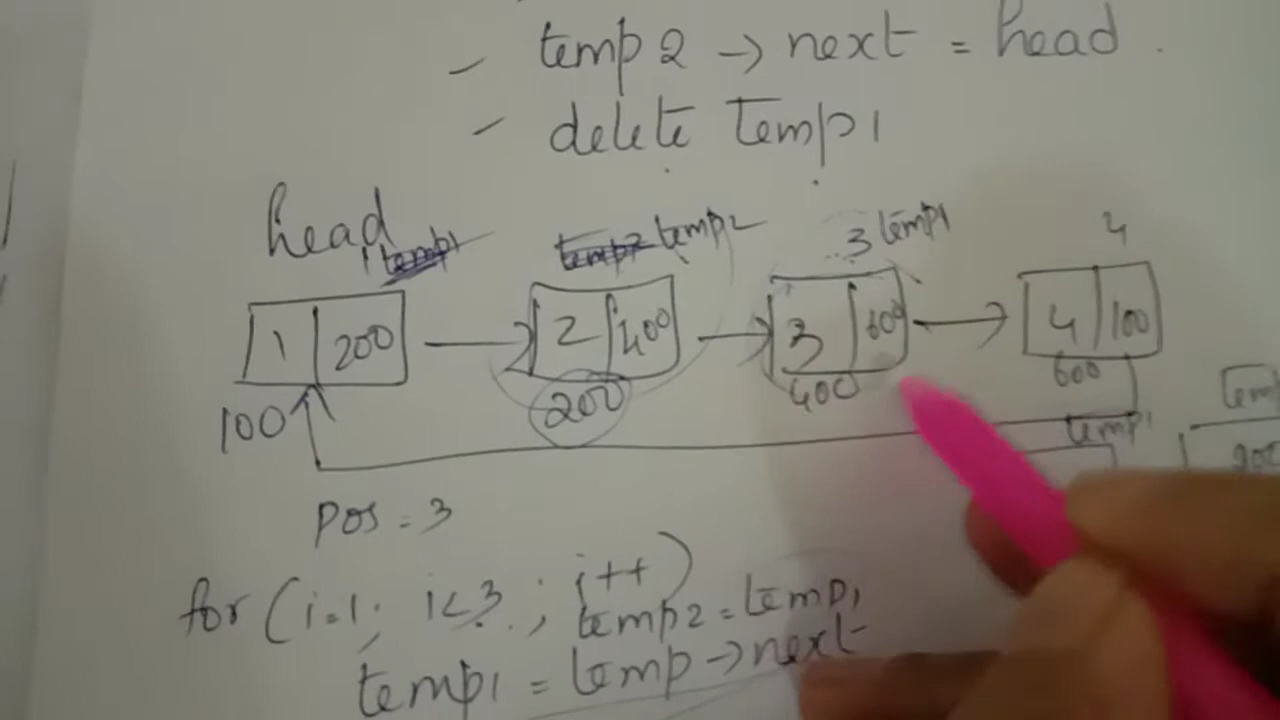 - temp2 → next = head.
- delete temp1
head
temp1 temp2 temp2 3 temp1 4
1 200 → 2 400 → 3 600 → 4 100
100 200 400 600
temp1
pos = 3
for (i=1; i<3; i++)
temp2 = temp1
temp1 = temp → next